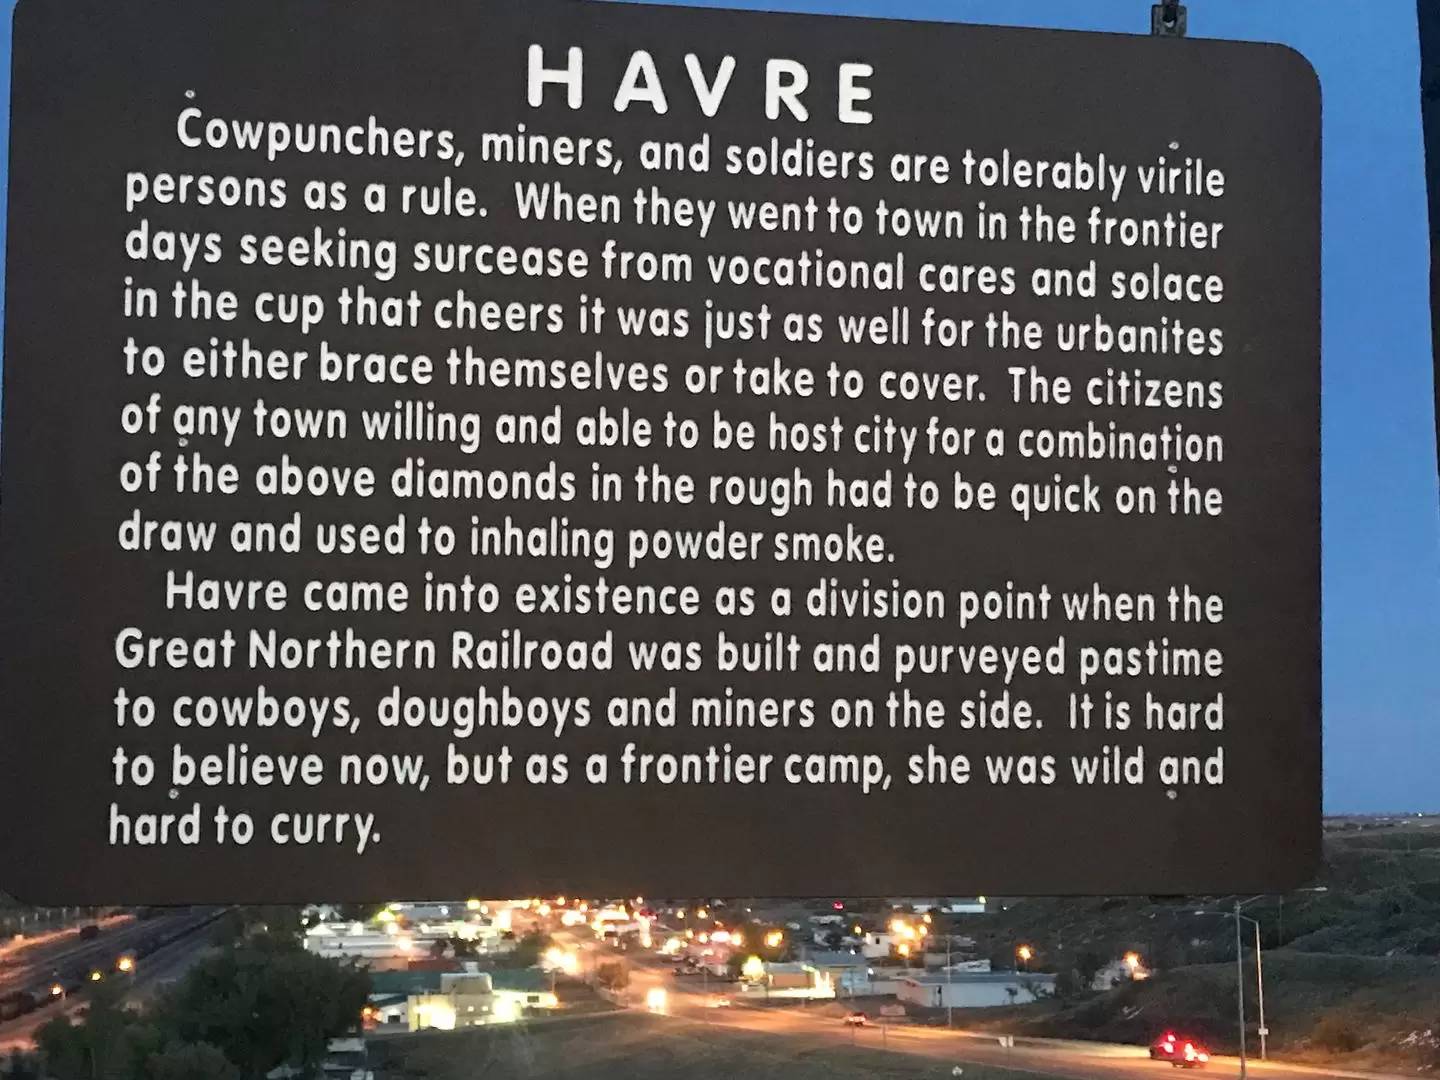 HAVRE
Cowpunchers, miners, and soldiers are tolerably virile
persons as a rule. When they went to town in the frontier
days seeking surcease from vocational cares and solace
in the cup that cheers it was just as well for the urbanites
to either brace themselves or take to cover. The citizens
of any town willing and able to be host city for a combination
of the above diamonds in the rough had to be quick on the
draw and used to inhaling powder smoke.
Havre came into existence as a division point when the
Great Northern Railroad was built and purveyed pastime
to cowboys, doughboys and miners on the side. It is hard
to believe now, but as a frontier camp, she was wild and
hard to curry.